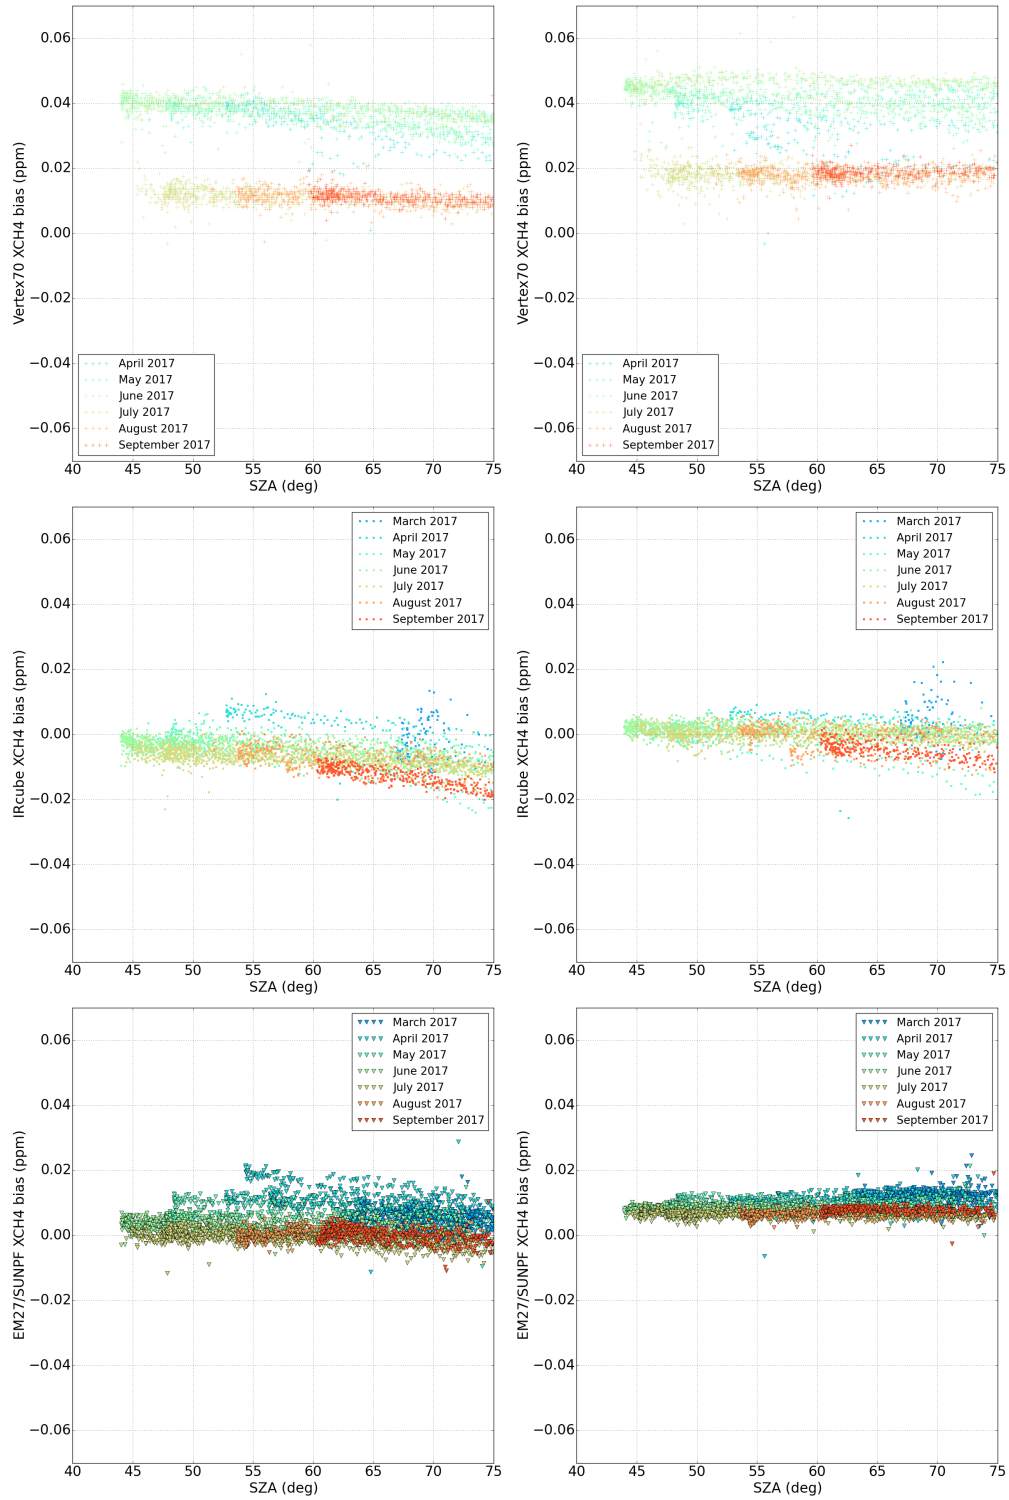 0.06
0.04
0.02
0.00
−0.02
−0.04
−0.06
Vertex70 XCH4 bias (ppm)
April 2017
May 2017
June 2017
July 2017
August 2017
September 2017
40 45 50 55 60 65 70 75
SZA (deg)
0.06
0.04
0.02
0.00
−0.02
−0.04
−0.06
Vertex70 XCH4 bias (ppm)
April 2017
May 2017
June 2017
July 2017
August 2017
September 2017
40 45 50 55 60 65 70 75
SZA (deg)
0.06
0.04
0.02
0.00
−0.02
−0.04
−0.06
IRcube XCH4 bias (ppm)
March 2017
April 2017
May 2017
June 2017
July 2017
August 2017
September 2017
40 45 50 55 60 65 70 75
SZA (deg)
0.06
0.04
0.02
0.00
−0.02
−0.04
−0.06
IRcube XCH4 bias (ppm)
March 2017
April 2017
May 2017
June 2017
July 2017
August 2017
September 2017
40 45 50 55 60 65 70 75
SZA (deg)
0.06
0.04
0.02
0.00
−0.02
−0.04
−0.06
EM27/SUNPF XCH4 bias (ppm)
March 2017
April 2017
May 2017
June 2017
July 2017
August 2017
September 2017
40 45 50 55 60 65 70 75
SZA (deg)
0.06
0.04
0.02
0.00
−0.02
−0.04
−0.06
EM27/SUNPF XCH4 bias (ppm)
March 2017
April 2017
May 2017
June 2017
July 2017
August 2017
September 2017
40 45 50 55 60 65 70 75
SZA (deg)